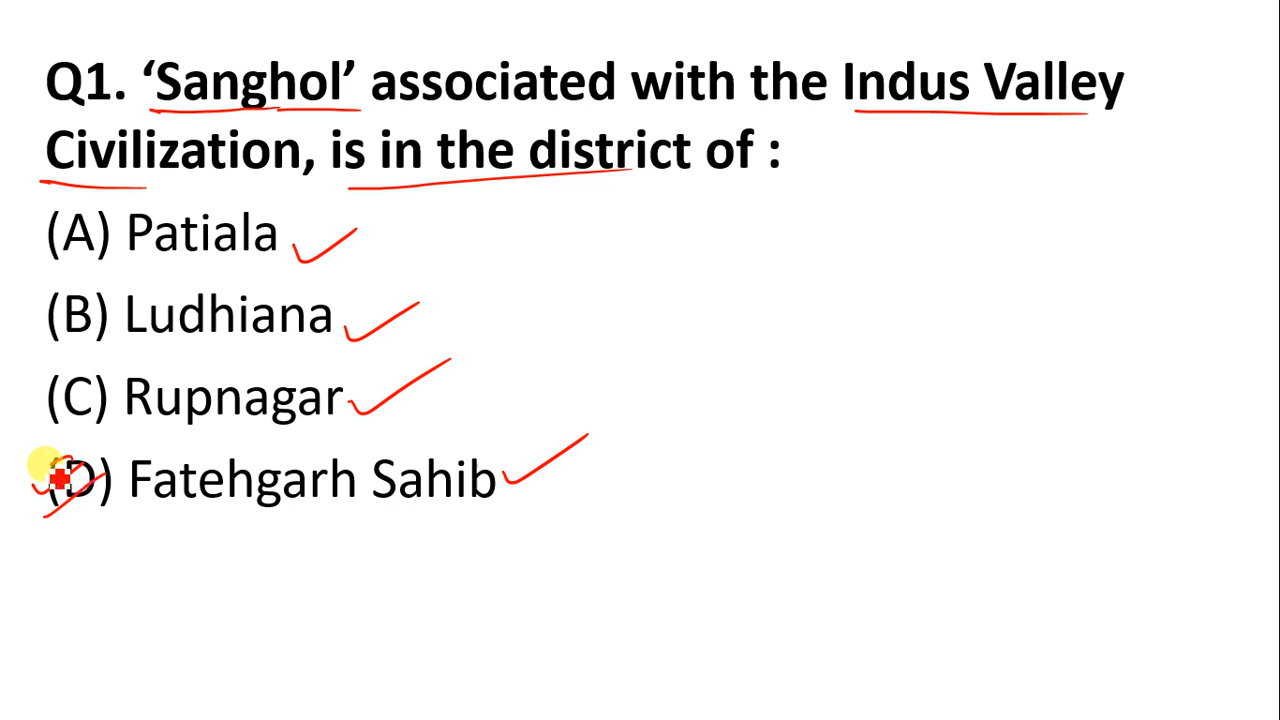 Q1. ‘Sanghol’ associated with the Indus Valley
Civilization, is in the district of :
(A) Patiala
(B) Ludhiana
(C) Rupnagar
(D) Fatehgarh Sahib